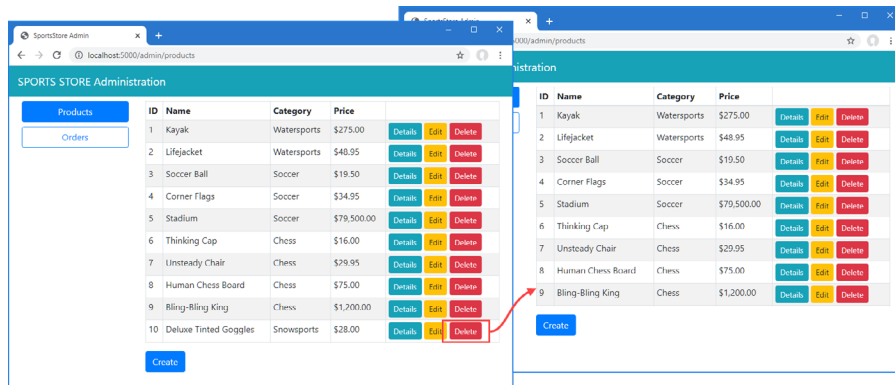 SportsStore Admin
localhost:5000/admin/products
SPORTS STORE Administration
Products
Orders
ID Name Category Price
1 Kayak Watersports $275.00 Details Edit Delete
2 Lifejacket Watersports $48.95 Details Edit Delete
3 Soccer Ball Soccer $19.50 Details Edit Delete
4 Corner Flags Soccer $34.95 Details Edit Delete
5 Stadium Soccer $79,500.00 Details Edit Delete
6 Thinking Cap Chess $16.00 Details Edit Delete
7 Unsteady Chair Chess $29.95 Details Edit Delete
8 Human Chess Board Chess $75.00 Details Edit Delete
9 Bling-Bling King Chess $1,200.00 Details Edit Delete
10 Deluxe Tinted Goggles Snowsports $28.00 Details Edit Delete
Create
5000/admin/products
nistration
ID Name Category Price
1 Kayak Watersports $275.00 Details Edit Delete
2 Lifejacket Watersports $48.95 Details Edit Delete
3 Soccer Ball Soccer $19.50 Details Edit Delete
4 Corner Flags Soccer $34.95 Details Edit Delete
5 Stadium Soccer $79,500.00 Details Edit Delete
6 Thinking Cap Chess $16.00 Details Edit Delete
7 Unsteady Chair Chess $29.95 Details Edit Delete
8 Human Chess Board Chess $75.00 Details Edit Delete
9 Bling-Bling King Chess $1,200.00 Details Edit Delete
Create